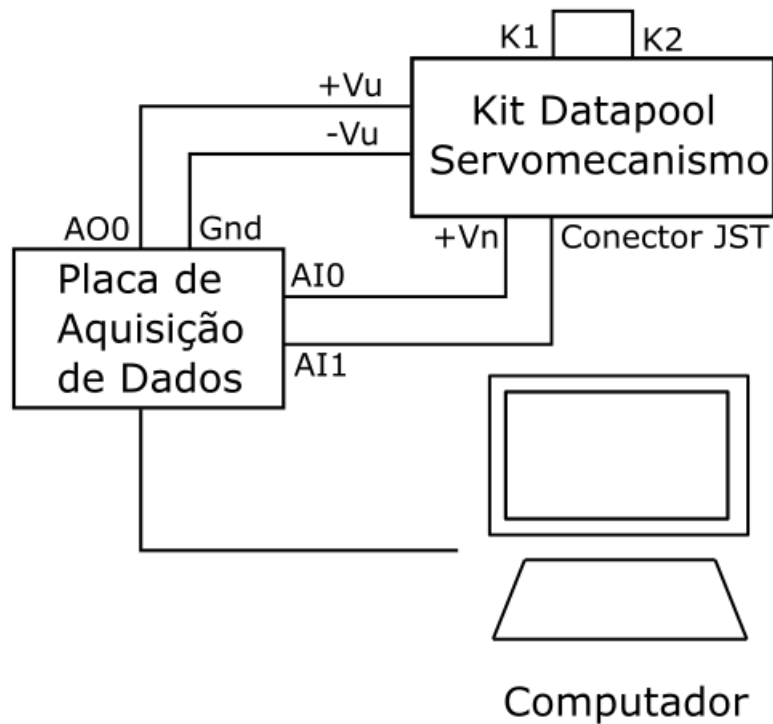 K1
K2
+Vu
Kit Datapool
Servomecanismo
-Vu
AO0
Gnd
+Vn
Conector JST
Placa de
Aquisição
de Dados
AI0
AI1
Computador